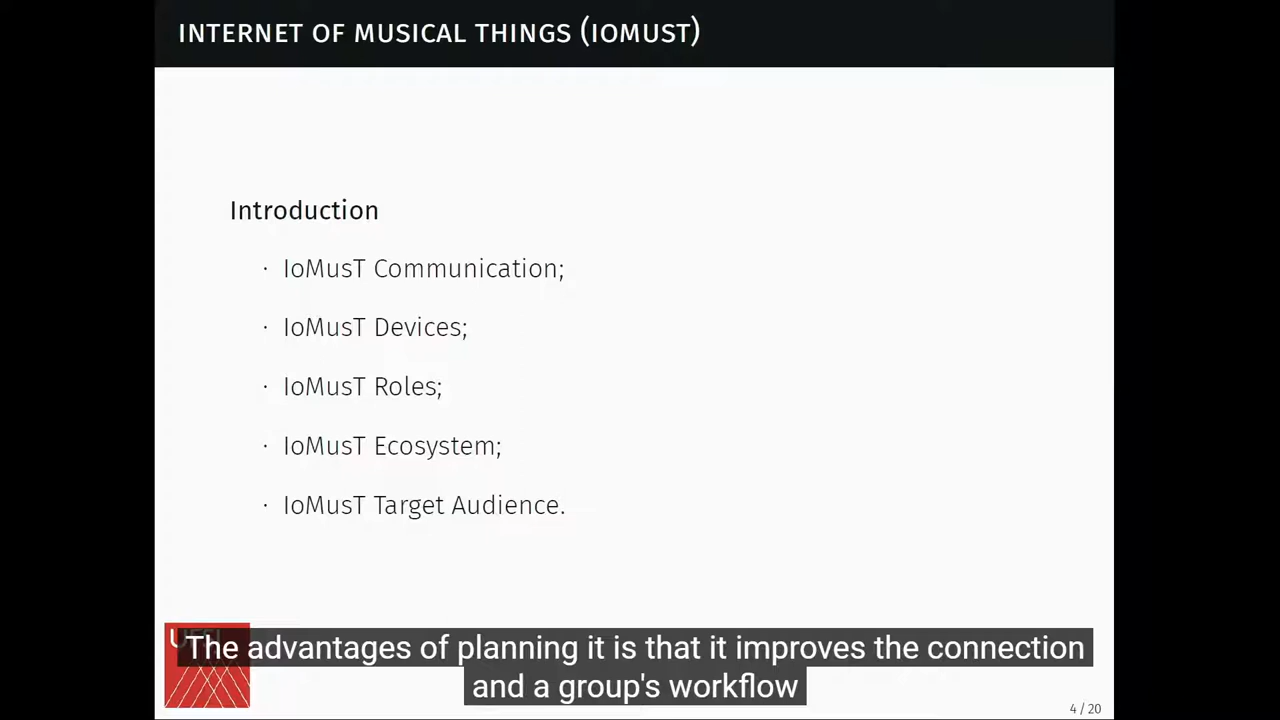 INTERNET OF MUSICAL THINGS (IOMUST)
Introduction
· IoMusT Communication;
· IoMusT Devices;
· IoMusT Roles;
· IoMusT Ecosystem;
· IoMusT Target Audience.
The advantages of planning it is that it improves the connection
and a group's workflow
4 / 20